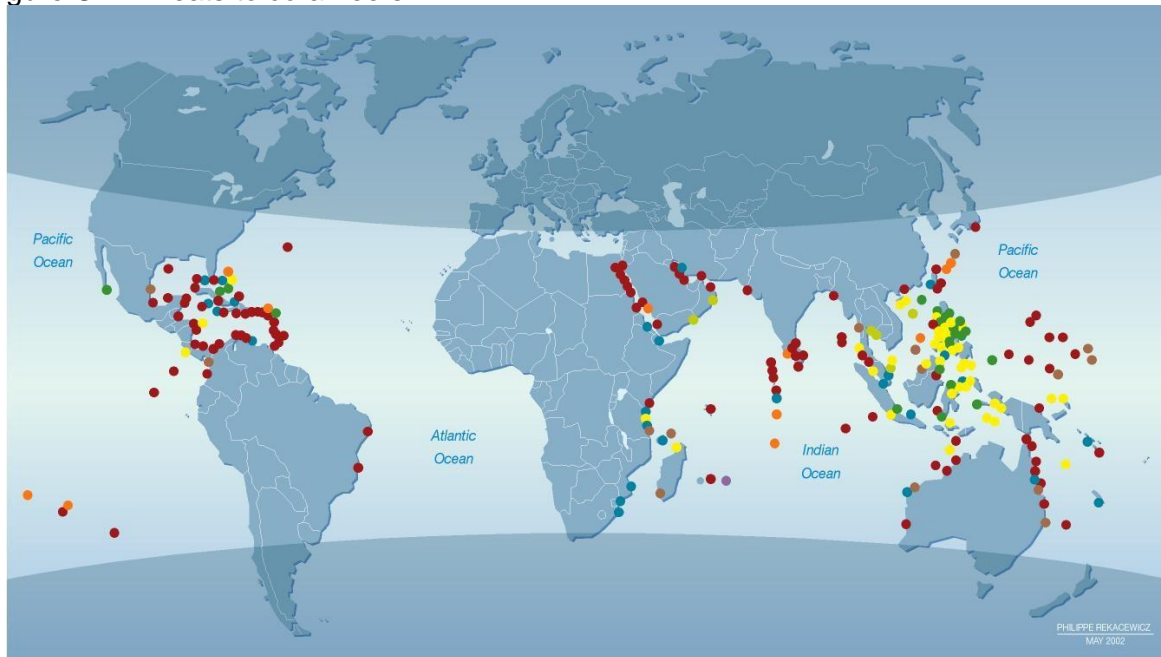 Pacific
Ocean
Pacific
Ocean
Atlantic
Ocean
Indian
Ocean
PHILIPPE REKACEWICZ
MAY 2002